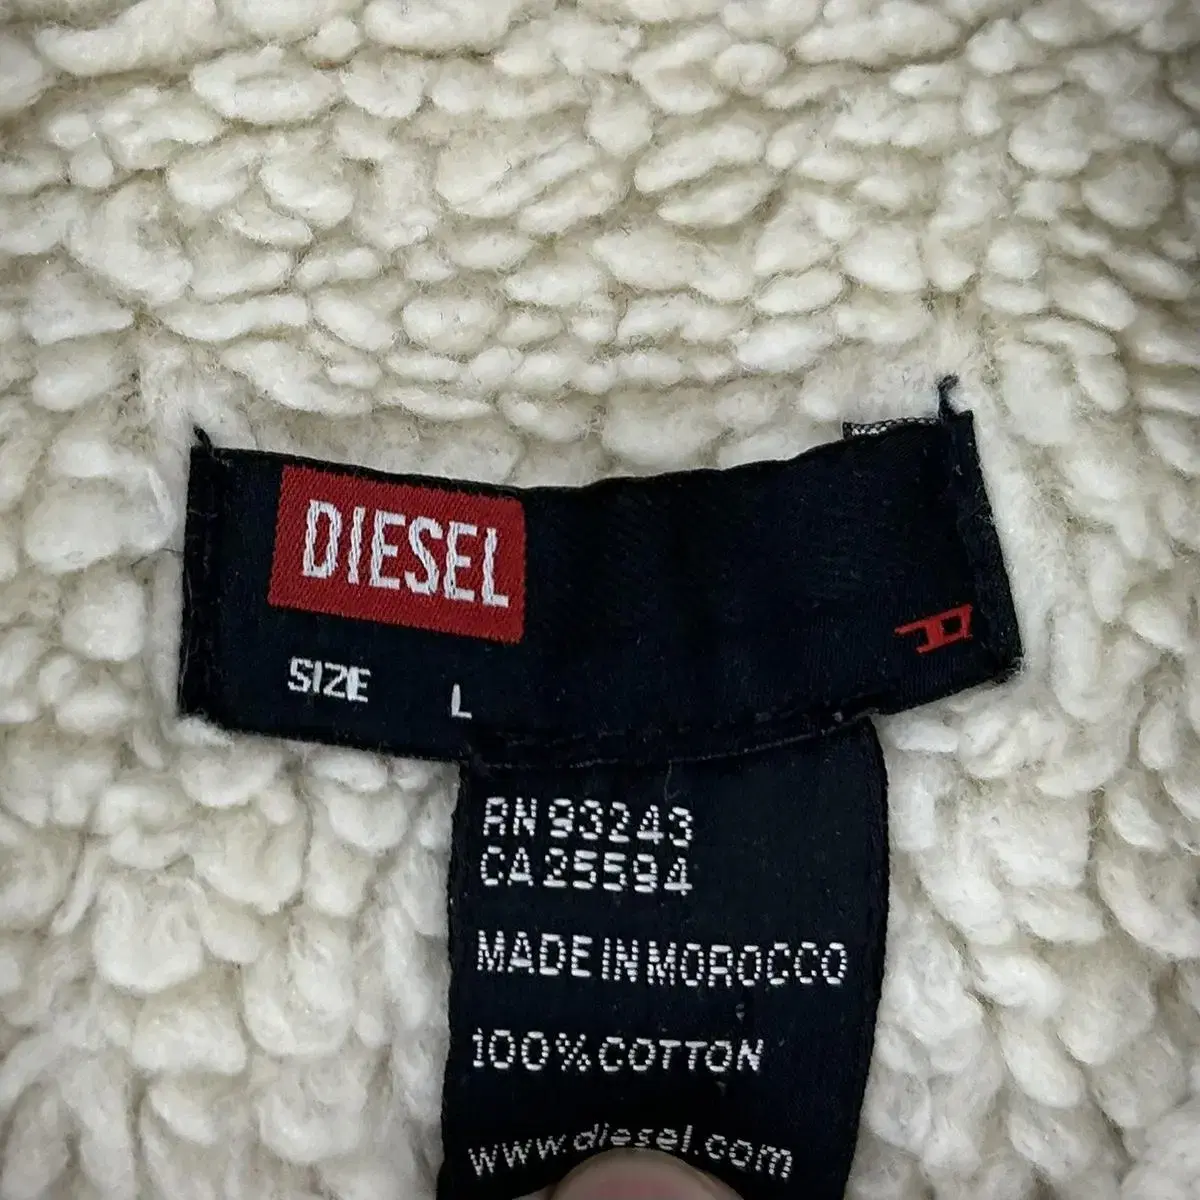 DIESEL
SIZE L
RN 93243
CA 25594
MADE IN MOROCCO
100% COTTON
www.diesel.com